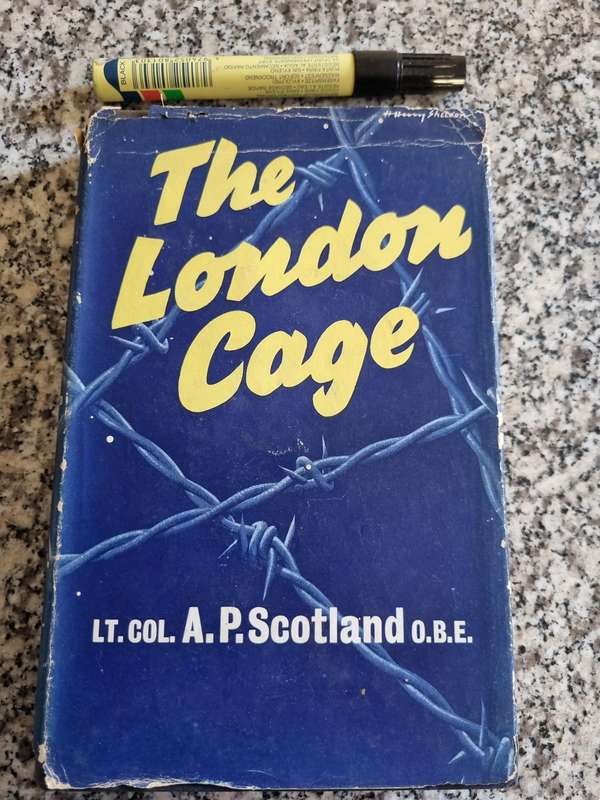 BLACK
The
London
Cage
LT. COL. A.P. Scotland O.B.E.